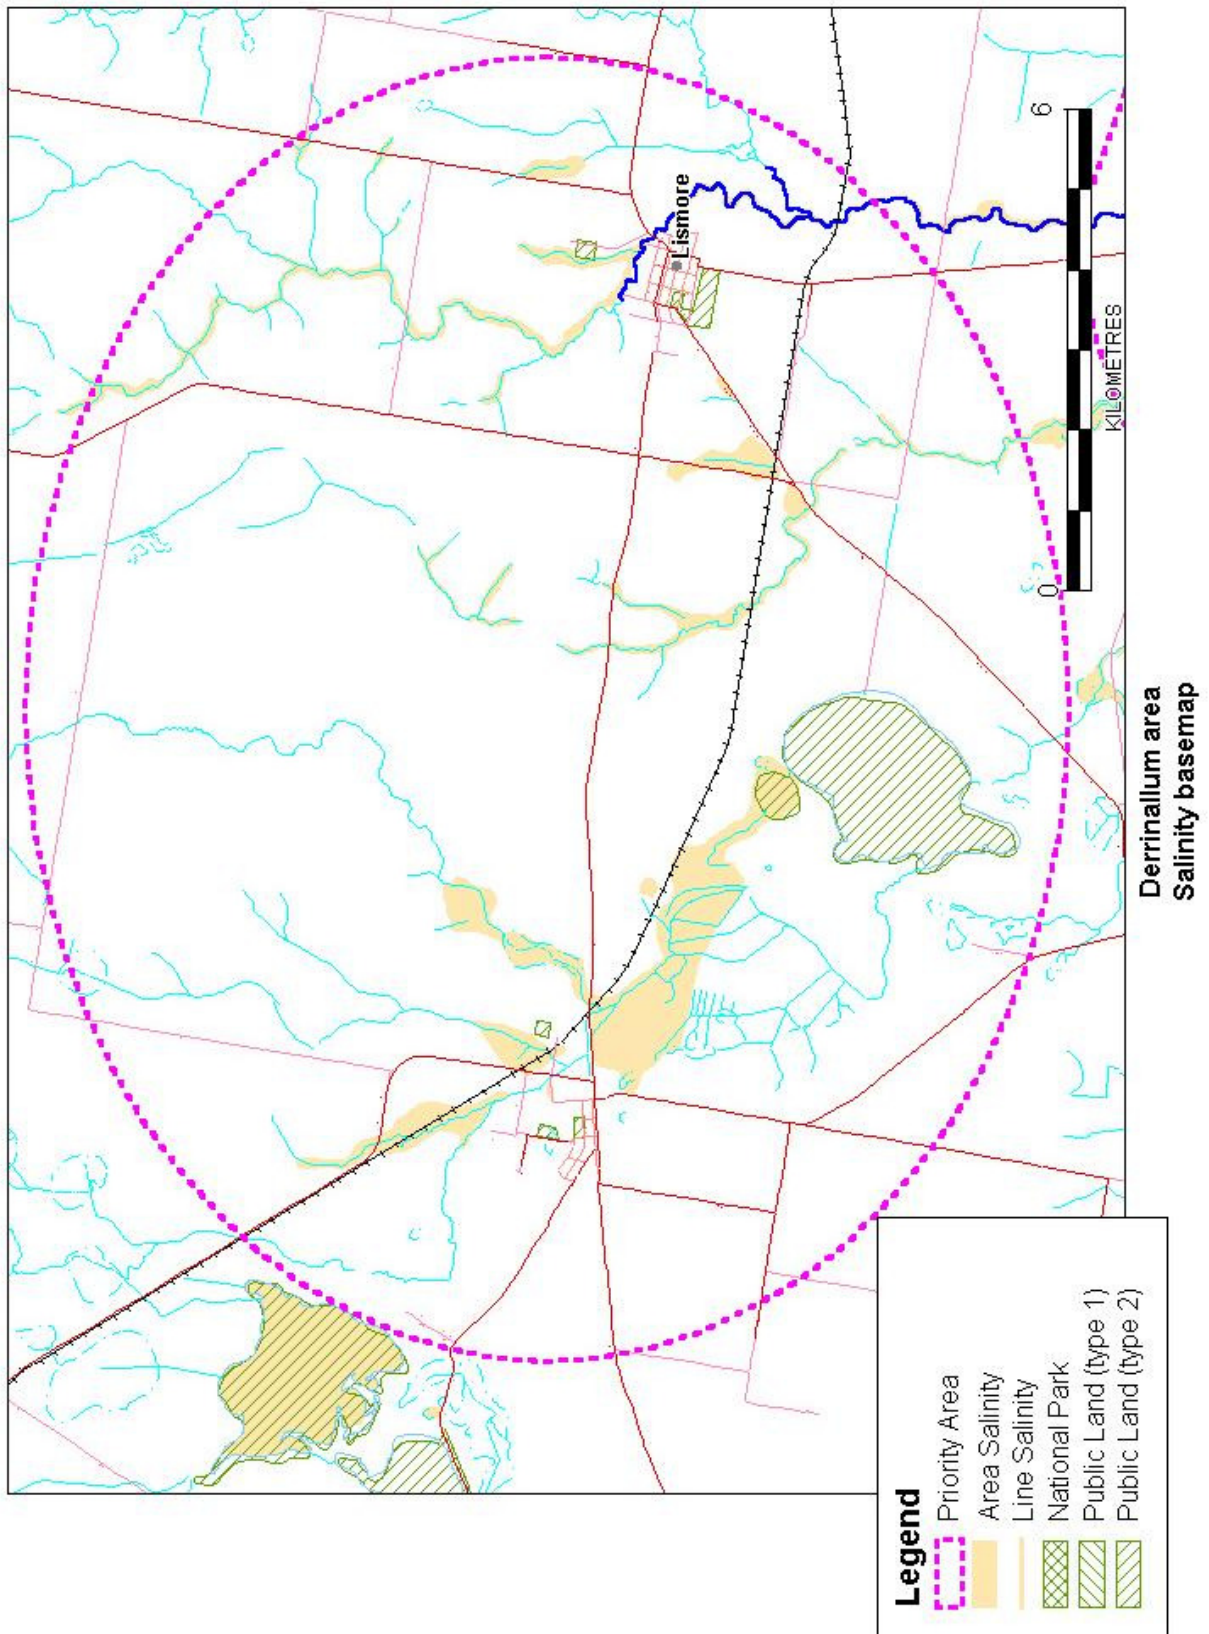 Lismore
0
6
KILOMETRES
Derrinallum area
Salinity basemap
Legend
Priority Area
Area Salinity
Line Salinity
National Park
Public Land (type 1)
Public Land (type 2)